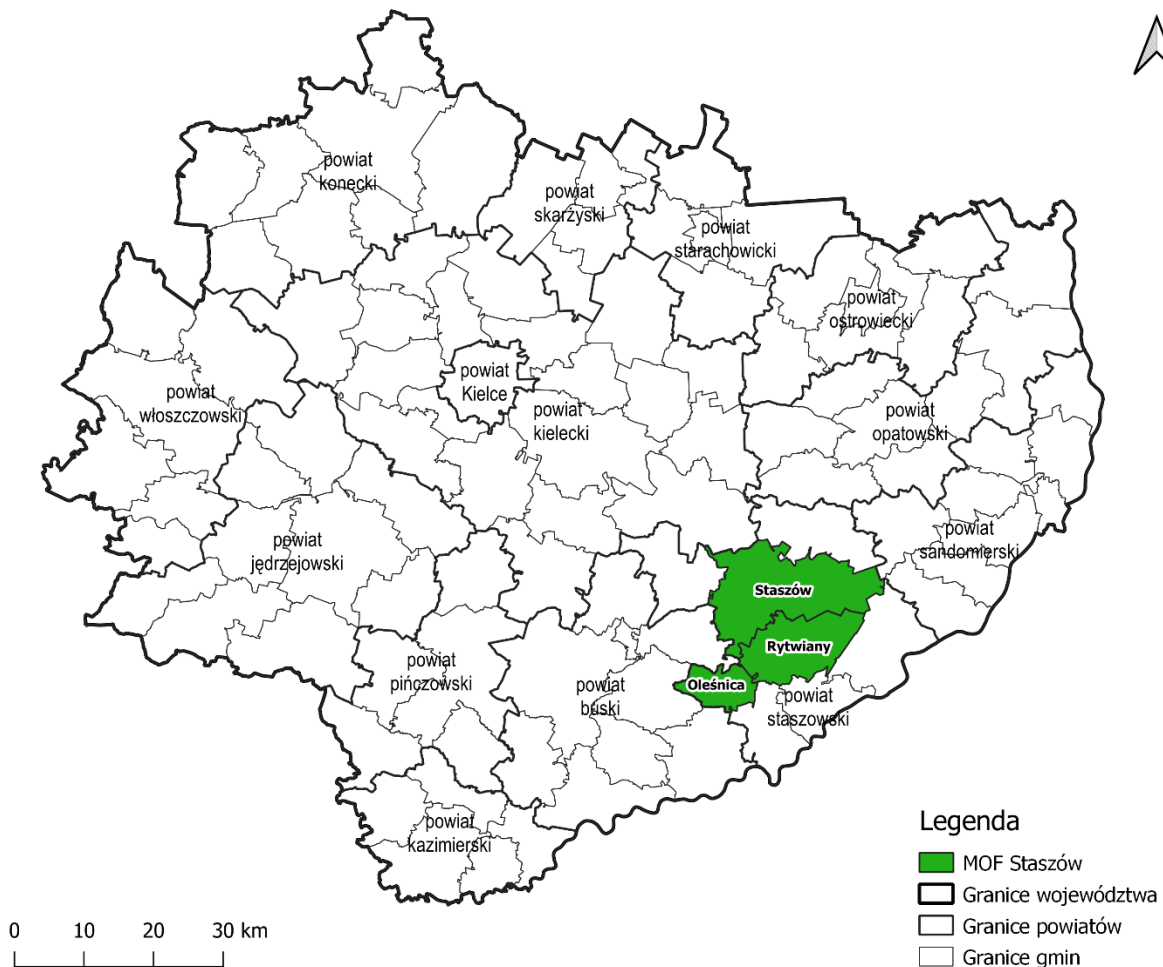 powiat
konecki
powiat
skarżyski
powiat
starachowicki
powiat
ostrowiecki
powiat
Kielce
powiat
włoszczowski
powiat
kielecki
powiat
opatowski
powiat
jędrzejowski
powiat
sandomierski
Staszów
Rytwiany
Oleśnica
powiat
pińczowski
powiat
buski
powiat
staszowski
powiat
kazimierski
Legenda
MOF Staszów
Granice województwa
Granice powiatów
Granice gmin
0 10 20 30 km